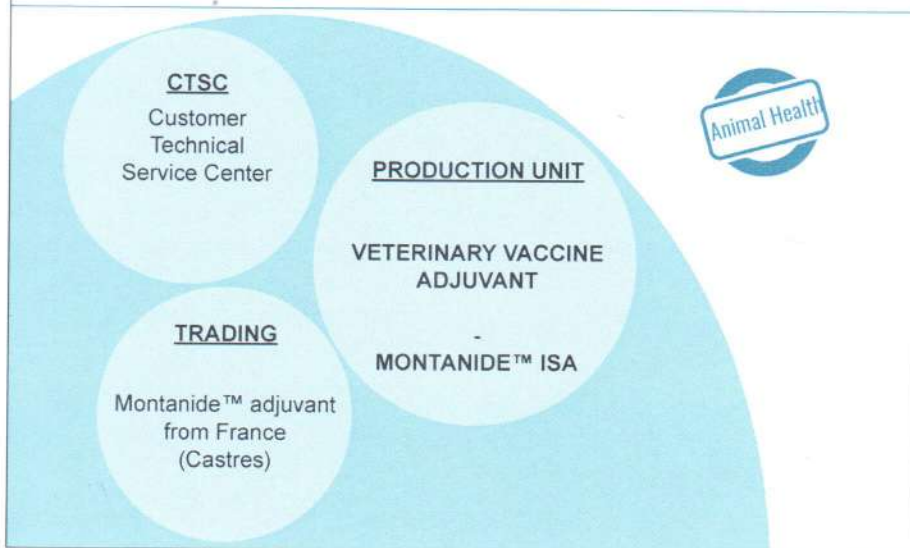 CTSC
Customer
Technical
Service Center
Animal Health
PRODUCTION UNIT
VETERINARY VACCINE
ADJUVANT
-
MONTANIDE™ ISA
TRADING
Montanide™ adjuvant
from France
(Castres)